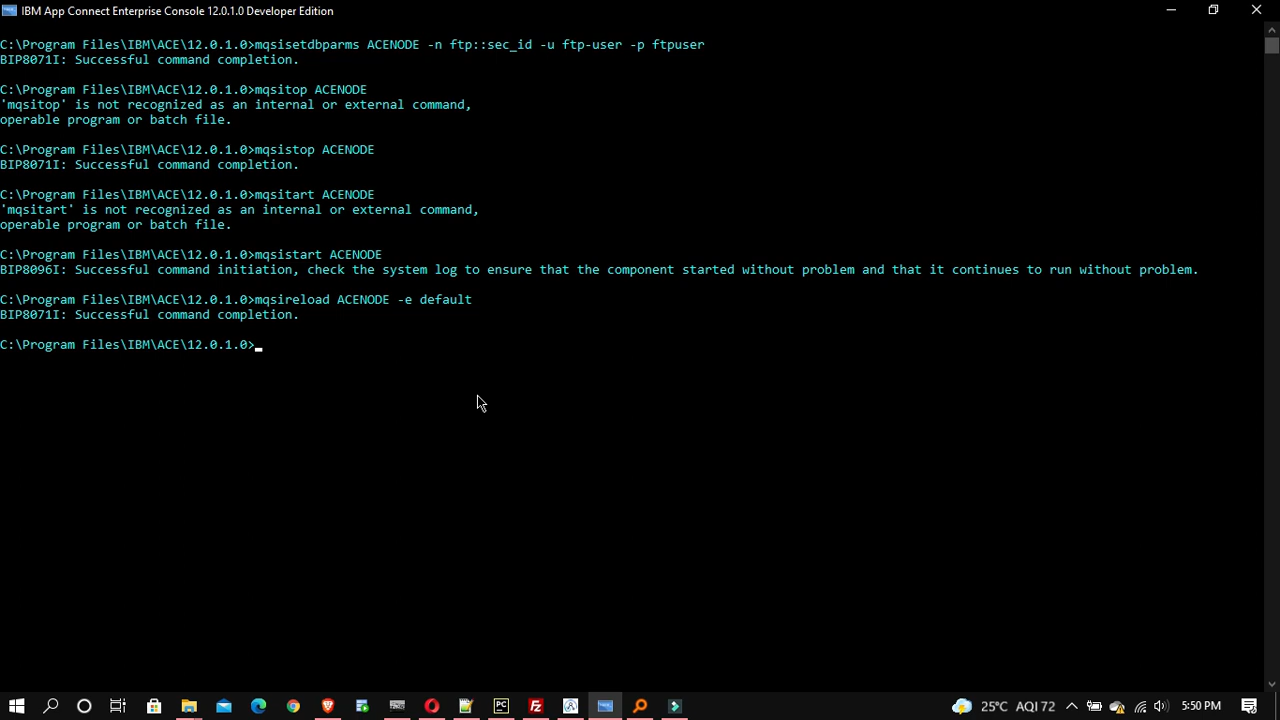 IBM App Connect Enterprise Console 12.0.1.0 Developer Edition
C:\Program Files\IBM\ACE\12.0.1.0>mqsisetdbparms ACENODE -n ftp::sec_id -u ftp-user -p ftpuser
BIP8071I: Successful command completion.
C:\Program Files\IBM\ACE\12.0.1.0>mqsitop ACENODE
'mqsitop' is not recognized as an internal or external command,
operable program or batch file.
C:\Program Files\IBM\ACE\12.0.1.0>mqsistop ACENODE
BIP8071I: Successful command completion.
C:\Program Files\IBM\ACE\12.0.1.0>mqsitart ACENODE
'mqsitart' is not recognized as an internal or external command,
operable program or batch file.
C:\Program Files\IBM\ACE\12.0.1.0>mqsistart ACENODE
BIP8096I: Successful command initiation, check the system log to ensure that the component started without problem and that it continues to run without problem.
C:\Program Files\IBM\ACE\12.0.1.0>mqsireload ACENODE -e default
BIP8071I: Successful command completion.
C:\Program Files\IBM\ACE\12.0.1.0>
PC Fz 25°C AQI 72 5:50 PM